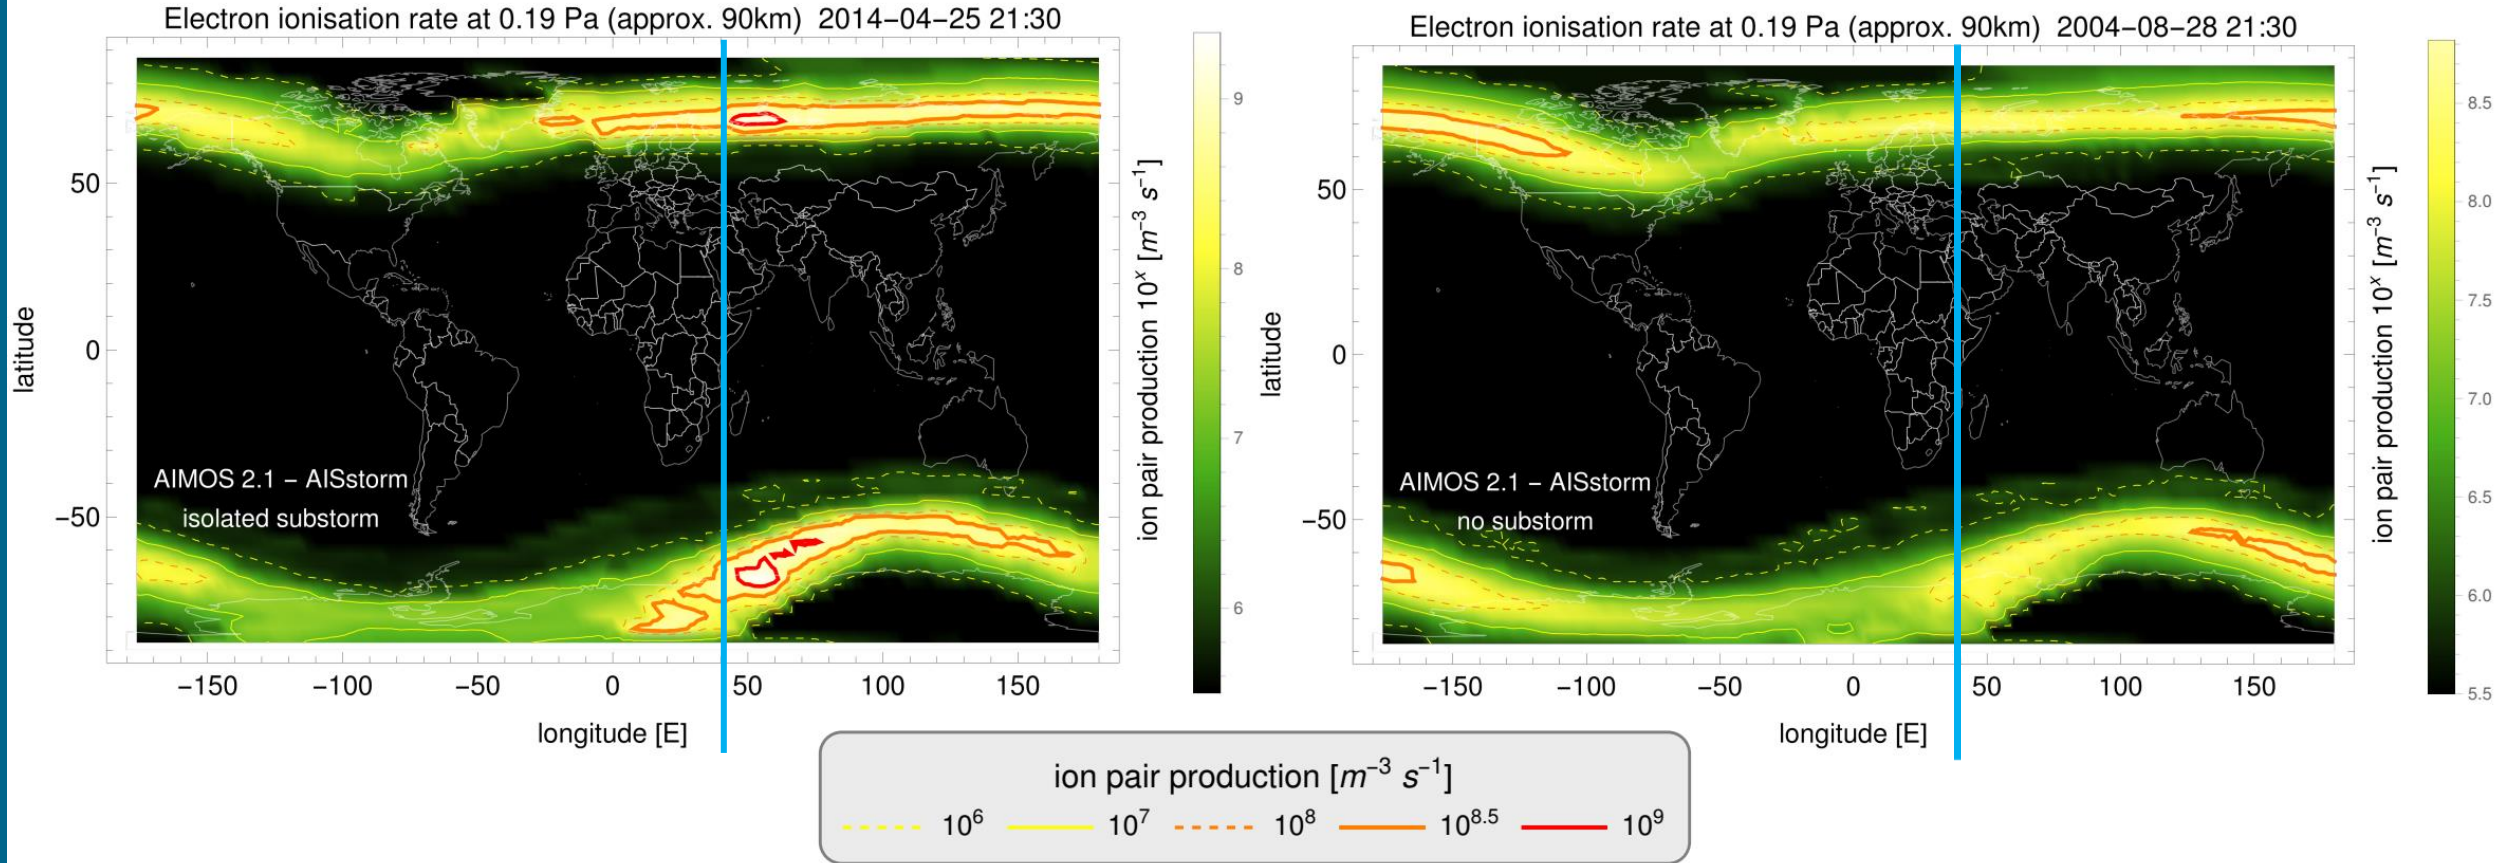 Electron ionisation rate at 0.19 Pa (approx. 90km) 2014−04−25 21:30
latitude
50
0
−50
AIMOS 2.1 − AISstorm
isolated substorm
−150 −100 −50 0 50 100 150
longitude [E]
9
8
7
6
ion pair production 10^x [m^−3 s^−1]
Electron ionisation rate at 0.19 Pa (approx. 90km) 2004−08−28 21:30
latitude
50
0
−50
AIMOS 2.1 − AISstorm
no substorm
−150 −100 −50 0 50 100 150
longitude [E]
8.5
8.0
7.5
7.0
6.5
6.0
5.5
ion pair production 10^x [m^−3 s^−1]
ion pair production [m^−3 s^−1]
10^6 10^7 10^8 10^8.5 10^9